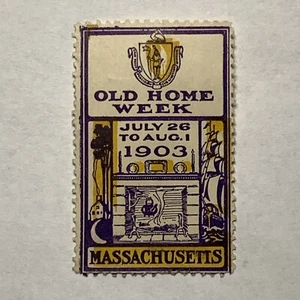 OLD HOME
WEEK
JULY 26
TO AUG. 1
1903
MASSACHUSETTS